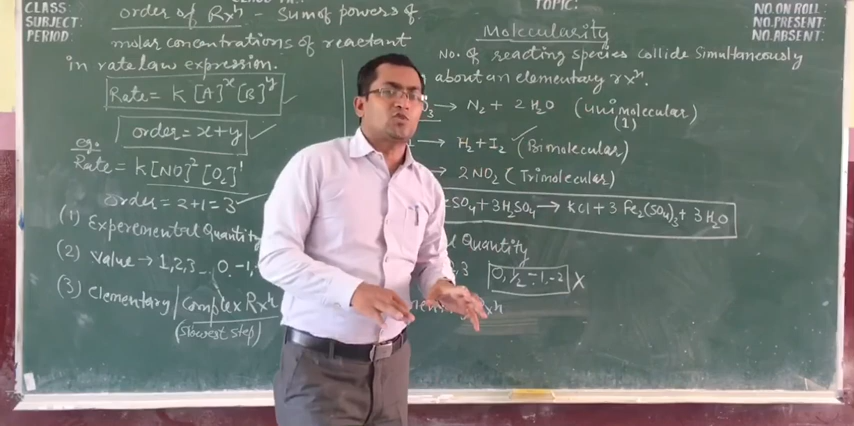 CLASS:
SUBJECT:
PERIOD:
TOPIC:
NO.ON ROLL:
NO.PRESENT:
NO.ABSENT:
order of Rxⁿ - Sum of powers of
molar concentrations of reactant
in rate law expression.
Rate = K [A]ˣ [B]ʸ
order = x+y
eg:
Rate = K[NO]² [O₂]¹
order = 2+1 = 3
(1) Experemental Quantity
(2) Value → 1,2,3 -- 0, -1,
(3) Elementary / Complex Rxⁿ
(Slowest step)
Molecularity
No. of reacting species collide Simultaneously
about an elementary rxⁿ.
→ N₂ + 2H₂O (unimolecular)
(1)
→ H₂ + I₂ (Bimolecular)
→ 2NO₂ (Trimolecular)
SO₄ + 3H₂SO₄ → KCl + 3Fe₂(SO₄)₃ + 3H₂O
Quantity
3 0, 1/2 -1, -2 X
Rxⁿ